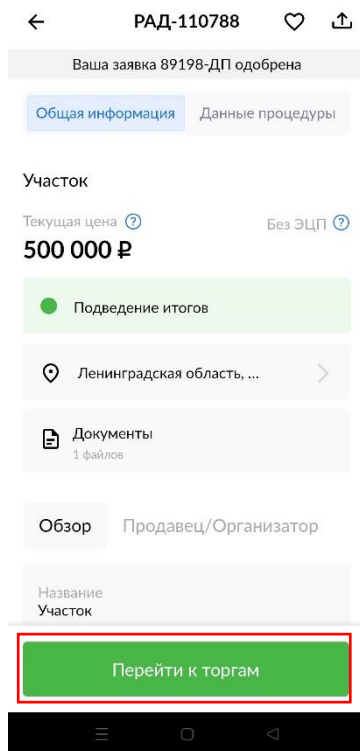 РАД-110788
Ваша заявка 89198-ДП одобрена
Общая информация Данные процедуры
Участок
Текущая цена ? Без ЭЦП ?
500 000 ₽
Подведение итогов
Ленинградская область, ...
Документы
1 файлов
Обзор Продавец/Организатор
Название
Участок
Перейти к торгам